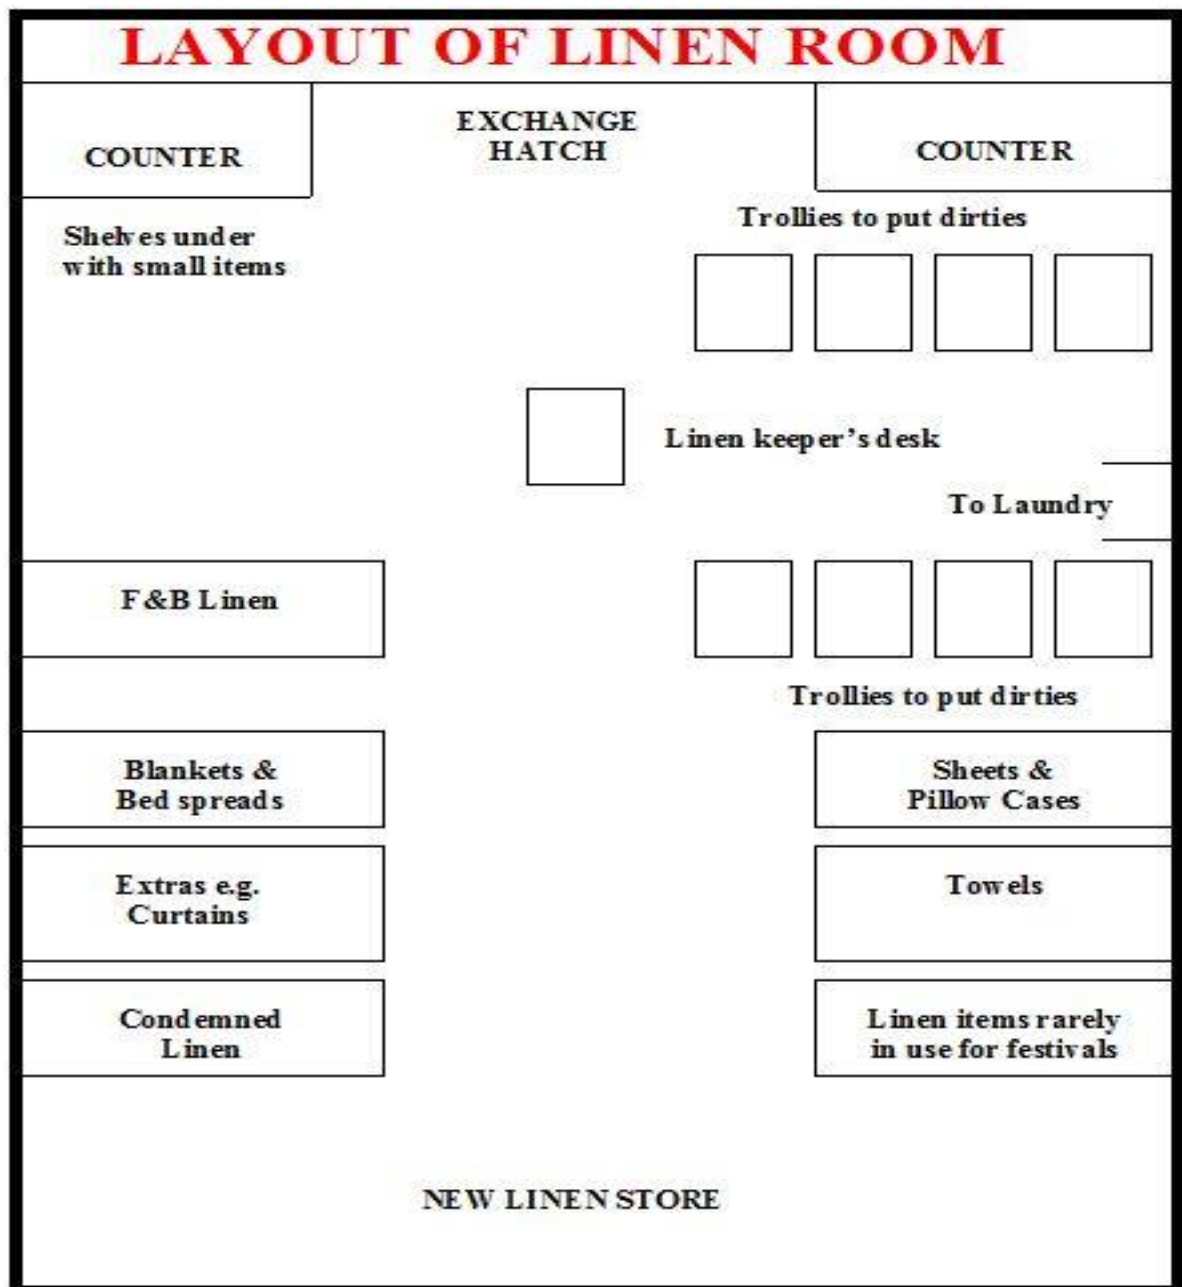 LAYOUT OF LINEN ROOM
COUNTER
EXCHANGE
HATCH
COUNTER
Shelves under
with small items
Trollies to put dirties
Linen keeper's desk
To Laundry
F&B Linen
Trollies to put dirties
Blankets &
Bed spreads
Sheets &
Pillow Cases
Extras e.g.
Curtains
Towels
Condemned
Linen
Linen items rarely
in use for festivals
NEW LINEN STORE